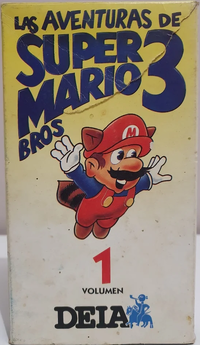 LAS AVENTURAS DE
SUPER
MARIO 3
BROS
M
1
VOLUMEN
DEIA